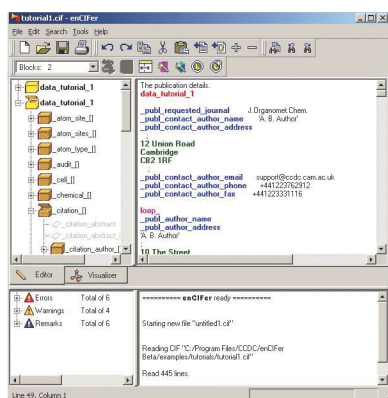 tutorial1.cif - enCIFer
File Edit Search Tools Help
Blocks: 2
data_tutorial_1
data_tutorial_1
_atom_site_[]
_atom_sites_[]
_atom_type_[]
_audit_[]
_cell_[]
_chemical_[]
_citation_[]
_citation_abstract
_citation_abstract_
_citation_author_[
The publication details.
data_tutorial_1
_publ_requested_journal J.Organomet.Chem.
_publ_contact_author_name 'A. B. Author'
_publ_contact_author_address
;
12 Union Road
Cambridge
CB2 1RF
;
_publ_contact_author_email support@ccdc.cam.ac.uk
_publ_contact_author_phone +441223762912
_publ_contact_author_fax +441223331116
loop_
_publ_author_name
_publ_author_address
'A. B. Author'
;
10 The Street
Editor Visualiser
Errors Total of 6
Warnings Total of 4
Remarks Total of 6
========== enCIFer ready ==========
Starting new file "untitled1.cif"
Reading CIF "C:/Program Files/CCDC/enCIFer
Beta/examples/tutorials/tutorial1.cif"
Read 445 lines.
Line 49, Column 1